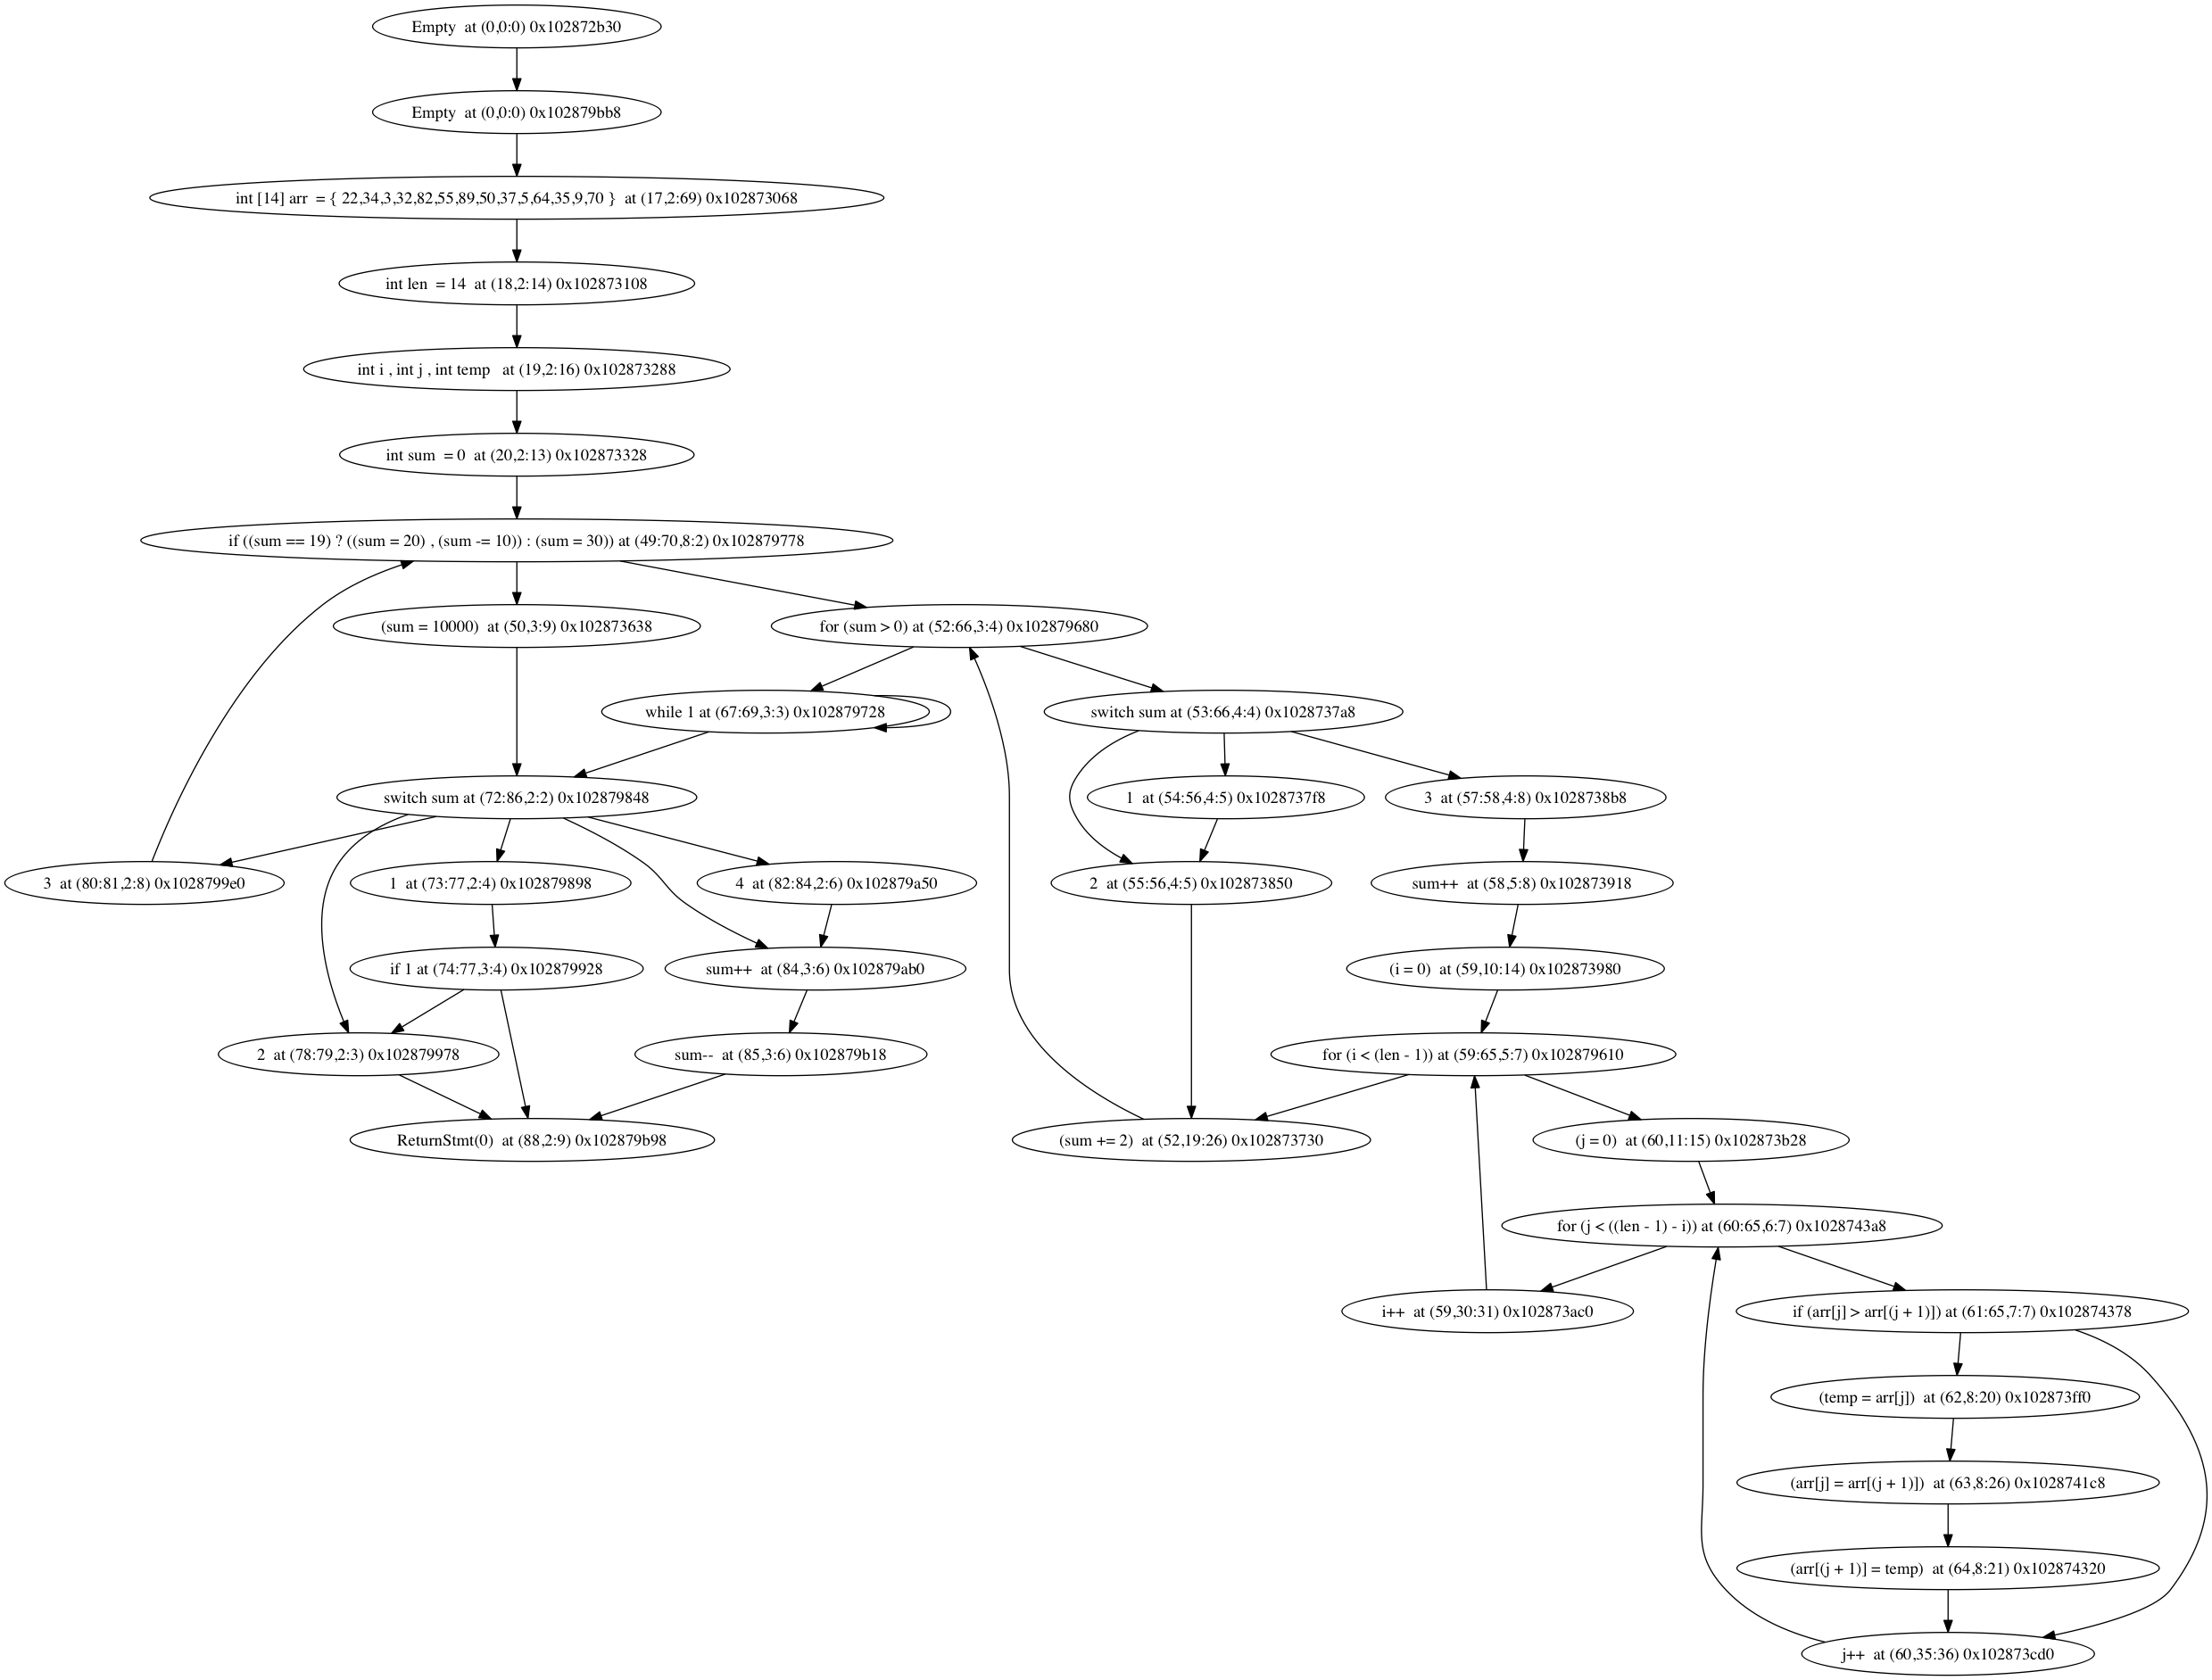 Empty  at (0,0:0) 0x102872b30
Empty  at (0,0:0) 0x102879bb8
int [14] arr  = { 22,34,3,32,82,55,89,50,37,5,64,35,9,70 }  at (17,2:69) 0x102873068
int len  = 14  at (18,2:14) 0x102873108
int i , int j , int temp   at (19,2:16) 0x102873288
int sum  = 0  at (20,2:13) 0x102873328
if ((sum == 19) ? ((sum = 20) , (sum -= 10)) : (sum = 30)) at (49:70,8:2) 0x102879778
(sum = 10000)  at (50,3:9) 0x102873638
for (sum > 0) at (52:66,3:4) 0x102879680
while 1 at (67:69,3:3) 0x102879728
switch sum at (53:66,4:4) 0x1028737a8
switch sum at (72:86,2:2) 0x102879848
1  at (54:56,4:5) 0x1028737f8
3  at (57:58,4:8) 0x1028738b8
3  at (80:81,2:8) 0x1028799e0
1  at (73:77,2:4) 0x102879898
4  at (82:84,2:6) 0x102879a50
2  at (55:56,4:5) 0x102873850
sum++  at (58,5:8) 0x102873918
if 1 at (74:77,3:4) 0x102879928
sum++  at (84,3:6) 0x102879ab0
(i = 0)  at (59,10:14) 0x102873980
2  at (78:79,2:3) 0x102879978
sum--  at (85,3:6) 0x102879b18
for (i < (len - 1)) at (59:65,5:7) 0x102879610
ReturnStmt(0)  at (88,2:9) 0x102879b98
(sum += 2)  at (52,19:26) 0x102873730
(j = 0)  at (60,11:15) 0x102873b28
for (j < ((len - 1) - i)) at (60:65,6:7) 0x1028743a8
i++  at (59,30:31) 0x102873ac0
if (arr[j] > arr[(j + 1)]) at (61:65,7:7) 0x102874378
(temp = arr[j])  at (62,8:20) 0x102873ff0
(arr[j] = arr[(j + 1)])  at (63,8:26) 0x1028741c8
(arr[(j + 1)] = temp)  at (64,8:21) 0x102874320
j++  at (60,35:36) 0x102873cd0